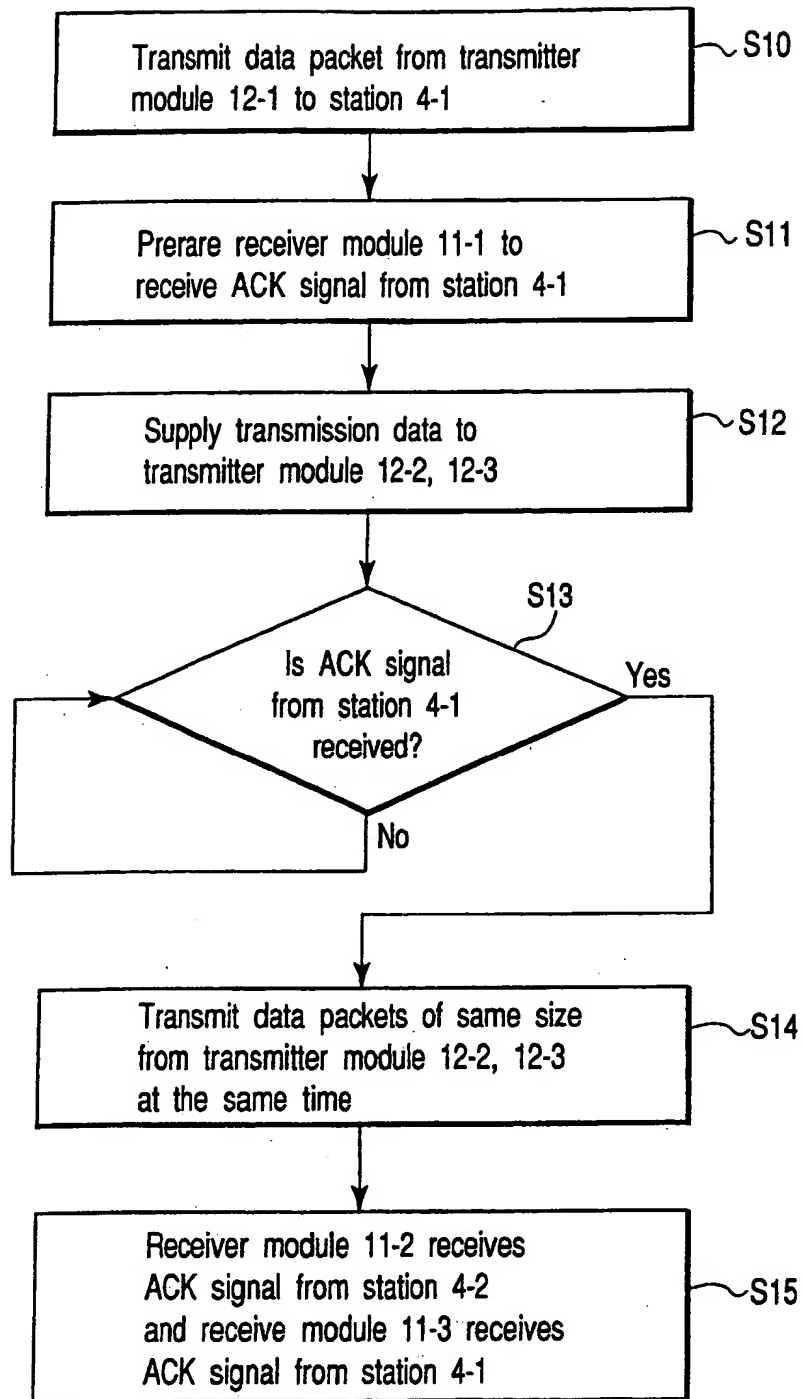 Transmit data packet from transmitter
module 12-1 to station 4-1
S10
Prerare receiver module 11-1 to
receive ACK signal from station 4-1
S11
Supply transmission data to
transmitter module 12-2, 12-3
S12
S13
Is ACK signal
from station 4-1
received?
Yes
No
Transmit data packets of same size
from transmitter module 12-2, 12-3
at the same time
S14
Receiver module 11-2 receives
ACK signal from station 4-2
and receive module 11-3 receives
ACK signal from station 4-1
S15